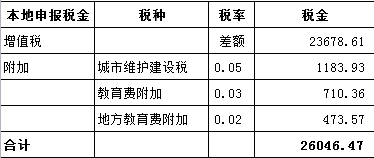 本地申报税金 税种 税率 税金
增值税 差额 23678.61
附加 城市维护建设税 0.05 1183.93
教育费附加 0.03 710.36
地方教育费附加 0.02 473.57
合计 26046.47